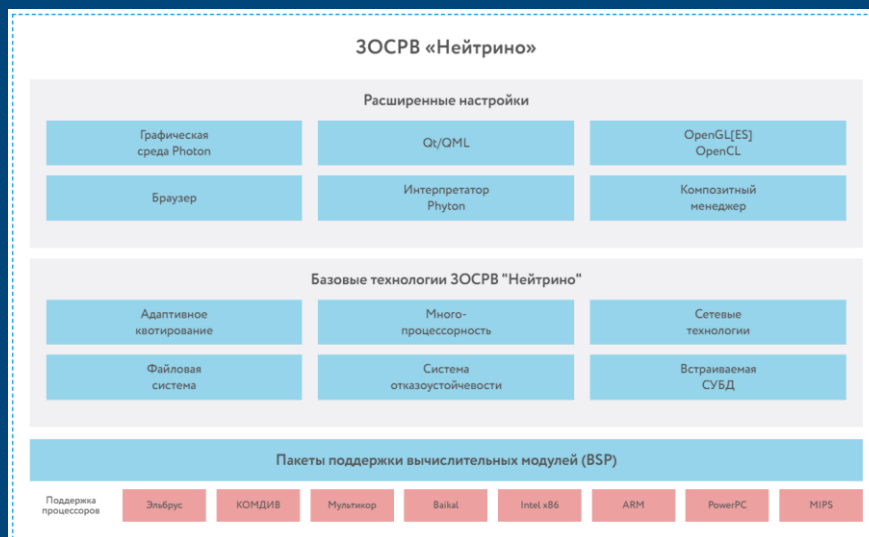 ЗОСРВ «Нейтрино»
Расширенные настройки
Графическая
среда Photon
Qt/QML
OpenGL[ES]
OpenCL
Браузер
Интерпретатор
Phyton
Композитный
менеджер
Базовые технологии ЗОСРВ "Нейтрино"
Адаптивное
квотирование
Много-
процессорность
Сетевые
технологии
Файловая
система
Система
отказоустойчевости
Встраиваемая
СУБД
Пакеты поддержки вычислительных модулей (BSP)
Поддержка
процессоров
Эльбрус
КОМДИВ
Мультикор
Baikal
Intel x86
ARM
PowerPC
MIPS